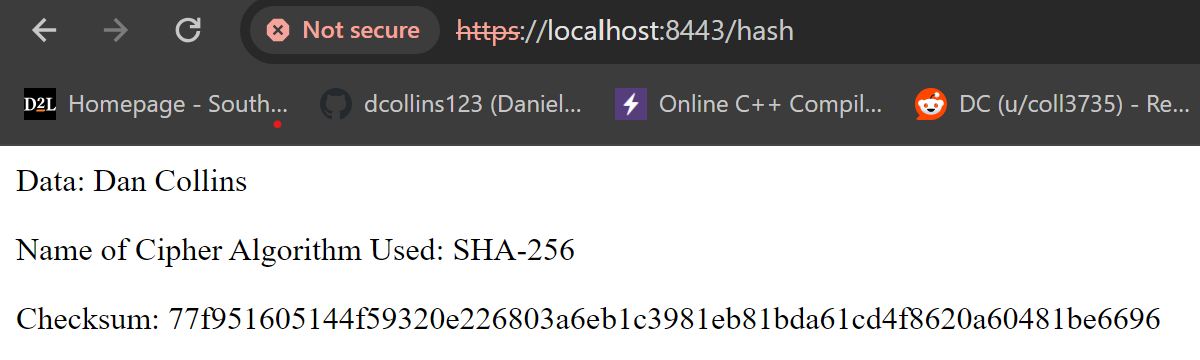 Not secure https://localhost:8443/hash
D2L Homepage - South... dcollins123 (Daniel... Online C++ Compil... DC (u/coll3735) - Re...
Data: Dan Collins
Name of Cipher Algorithm Used: SHA-256
Checksum: 77f951605144f59320e226803a6eb1c3981eb81bda61cd4f8620a60481be6696